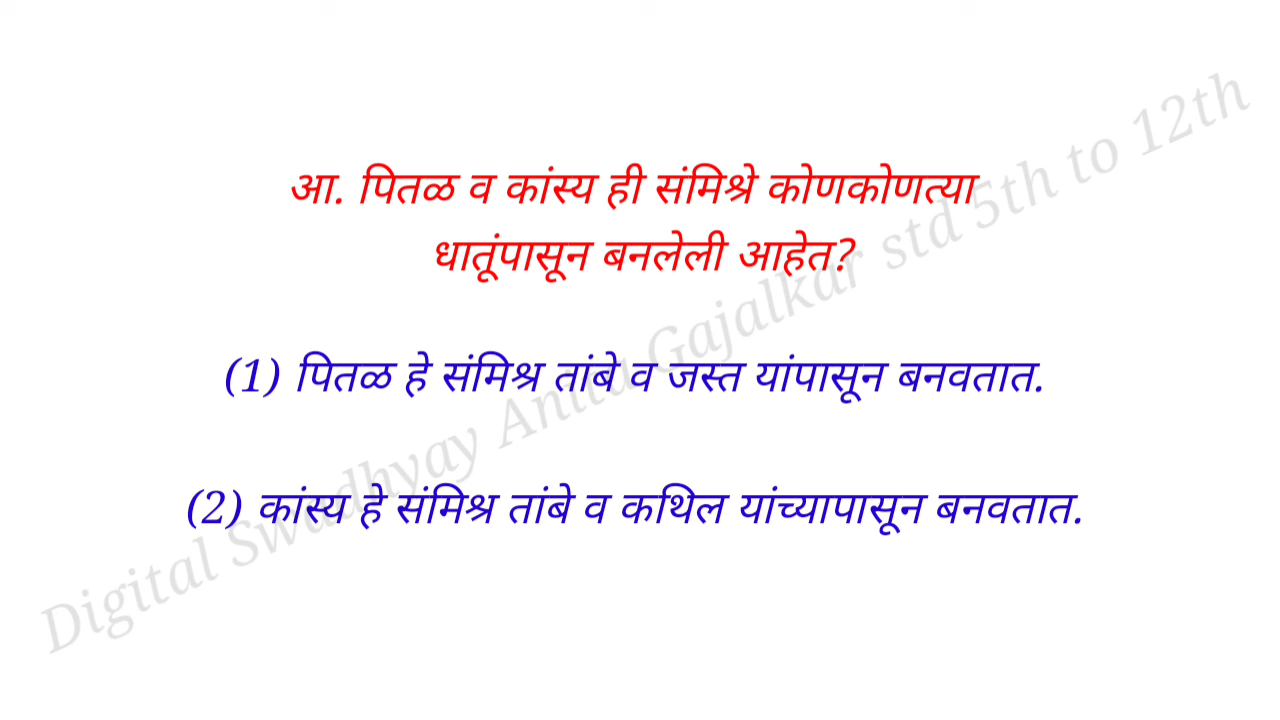 आ. पितळ व कांस्य ही संमिश्रे कोणकोणत्या
धातूंपासून बनलेली आहेत?
(1) पितळ हे संमिश्र तांबे व जस्त यांपासून बनवतात.
(2) कांस्य हे संमिश्र तांबे व कथिल यांच्यापासून बनवतात.
Digital Swadhyay Anita Gajalkar std 5th to 12th